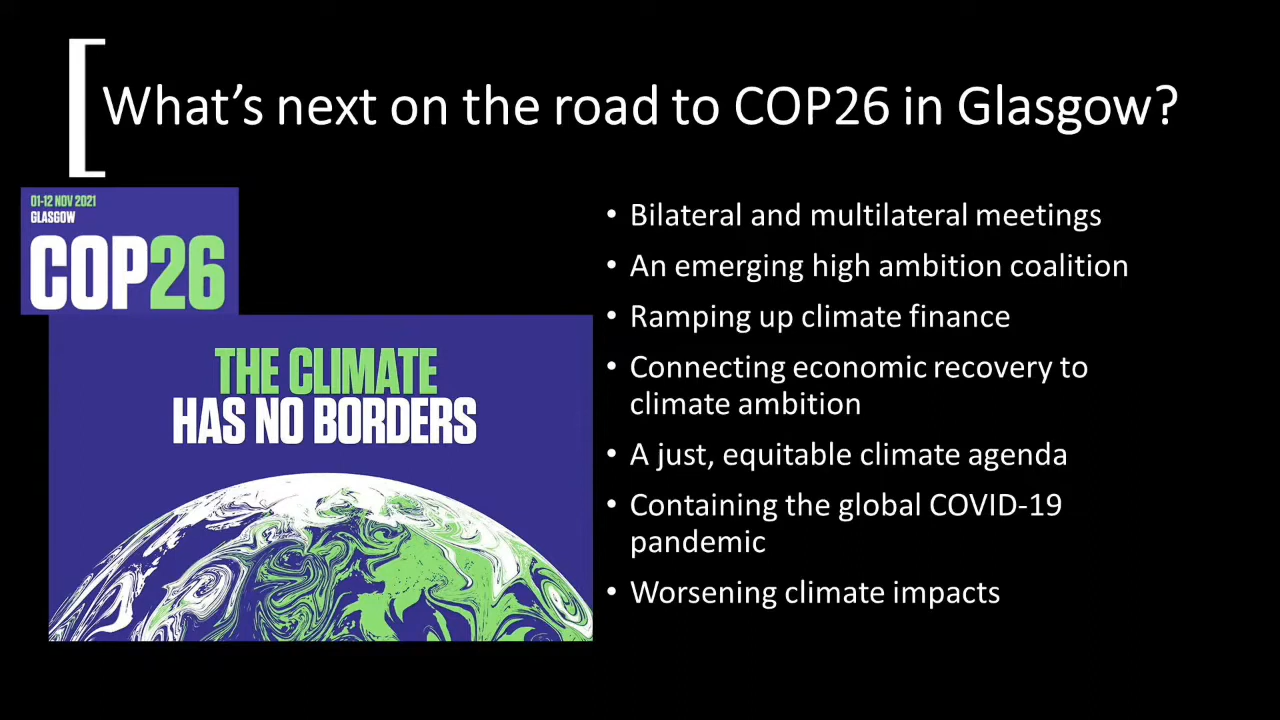 What's next on the road to COP26 in Glasgow?
01-12 NOV 2021
GLASGOW
COP26
THE CLIMATE
HAS NO BORDERS
• Bilateral and multilateral meetings
• An emerging high ambition coalition
• Ramping up climate finance
• Connecting economic recovery to
climate ambition
• A just, equitable climate agenda
• Containing the global COVID-19
pandemic
• Worsening climate impacts